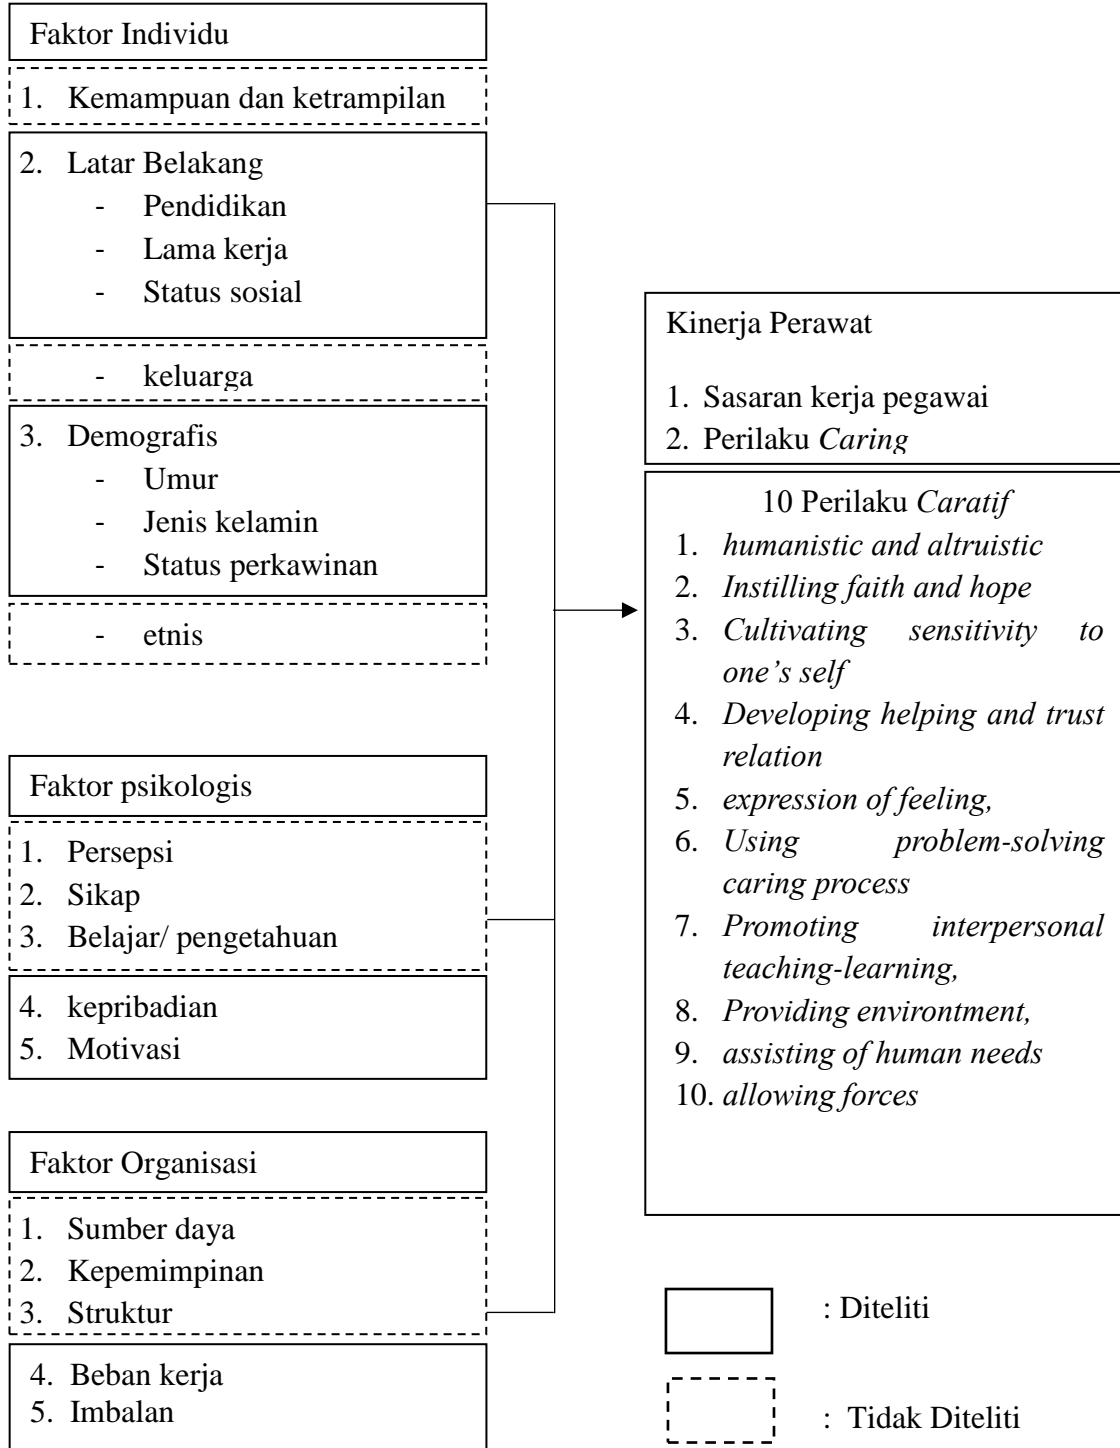 Faktor Individu
1. Kemampuan dan ketrampilan
2. Latar Belakang
- Pendidikan
- Lama kerja
- Status sosial
- keluarga
3. Demografis
- Umur
- Jenis kelamin
- Status perkawinan
- etnis
Faktor psikologis
1. Persepsi
2. Sikap
3. Belajar/ pengetahuan
4. kepribadian
5. Motivasi
Faktor Organisasi
1. Sumber daya
2. Kepemimpinan
3. Struktur
4. Beban kerja
5. Imbalan
Kinerja Perawat
1. Sasaran kerja pegawai
2. Perilaku Caring
10 Perilaku Caratif
1. humanistic and altruistic
2. Instilling faith and hope
3. Cultivating sensitivity to
one’s self
4. Developing helping and trust
relation
5. expression of feeling,
6. Using problem-solving
caring process
7. Promoting interpersonal
teaching-learning,
8. Providing environtment,
9. assisting of human needs
10. allowing forces
: Diteliti
: Tidak Diteliti